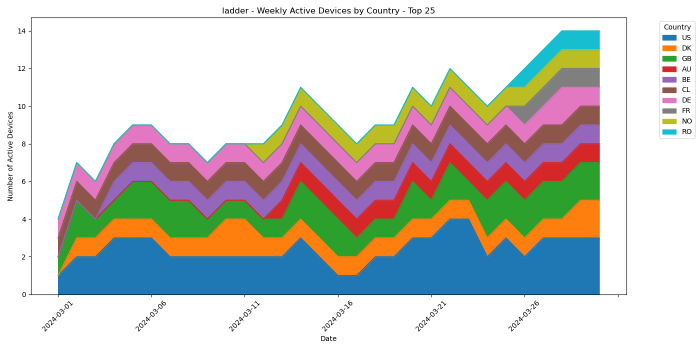 ladder - Weekly Active Devices by Country - Top 25
Country
US
DK
GB
AU
BE
CL
DE
FR
NO
RO
Number of Active Devices
14
12
10
8
6
4
2
0
2024-03-01
2024-03-06
2024-03-11
2024-03-16
2024-03-21
2024-03-26
Date